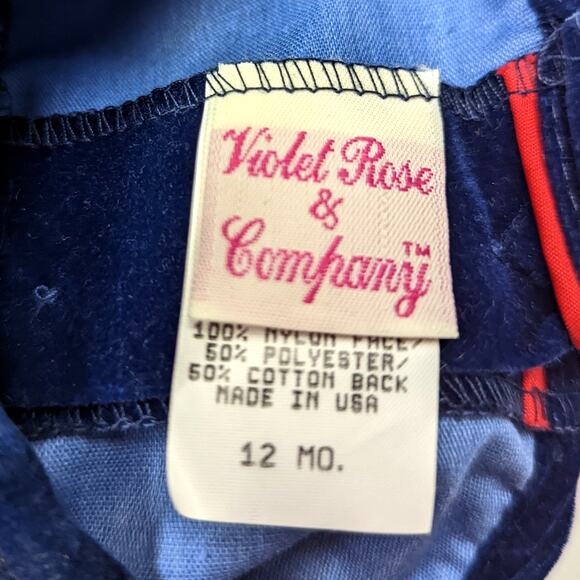 Violet Rose
&
Company™
100% NYLON FACE/
50% POLYESTER/
50% COTTON BACK
MADE IN USA
12 MO.